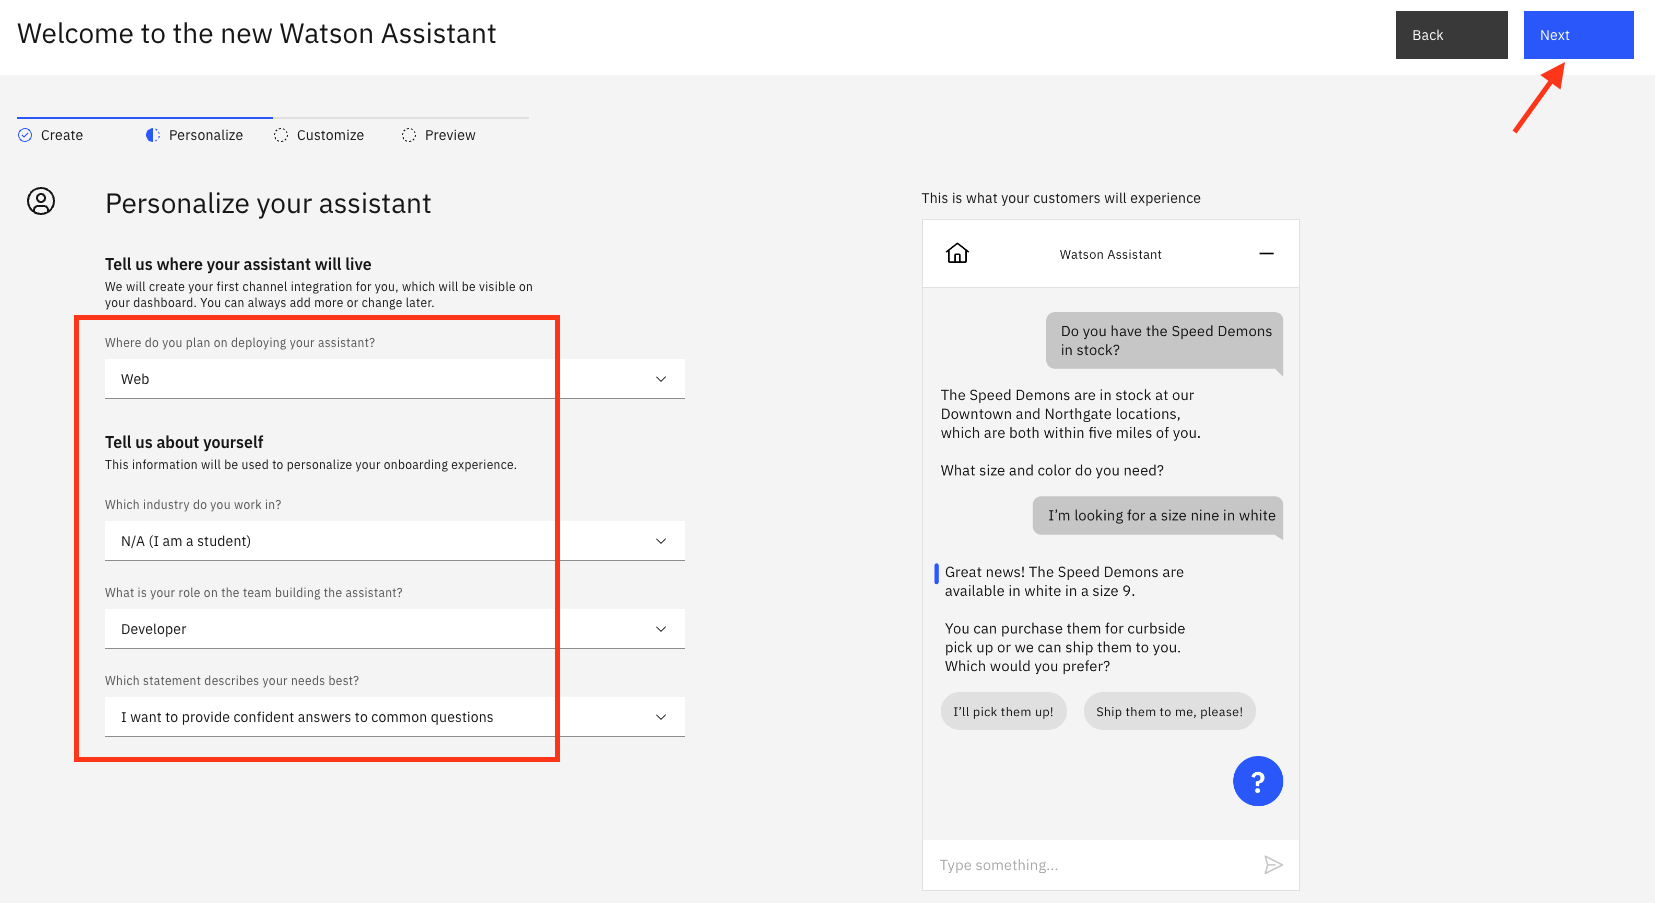 Welcome to the new Watson Assistant
Back
Next
Create
Personalize
Customize
Preview
Personalize your assistant
Tell us where your assistant will live
We will create your first channel integration for you, which will be visible on
your dashboard. You can always add more or change later.
Where do you plan on deploying your assistant?
Web
Tell us about yourself
This information will be used to personalize your onboarding experience.
Which industry do you work in?
N/A (I am a student)
What is your role on the team building the assistant?
Developer
Which statement describes your needs best?
I want to provide confident answers to common questions
This is what your customers will experience
Watson Assistant
Do you have the Speed Demons
in stock?
The Speed Demons are in stock at our
Downtown and Northgate locations,
which are both within five miles of you.
What size and color do you need?
I’m looking for a size nine in white
Great news! The Speed Demons are
available in white in a size 9.
You can purchase them for curbside
pick up or we can ship them to you.
Which would you prefer?
I’ll pick them up!
Ship them to me, please!
?
Type something...